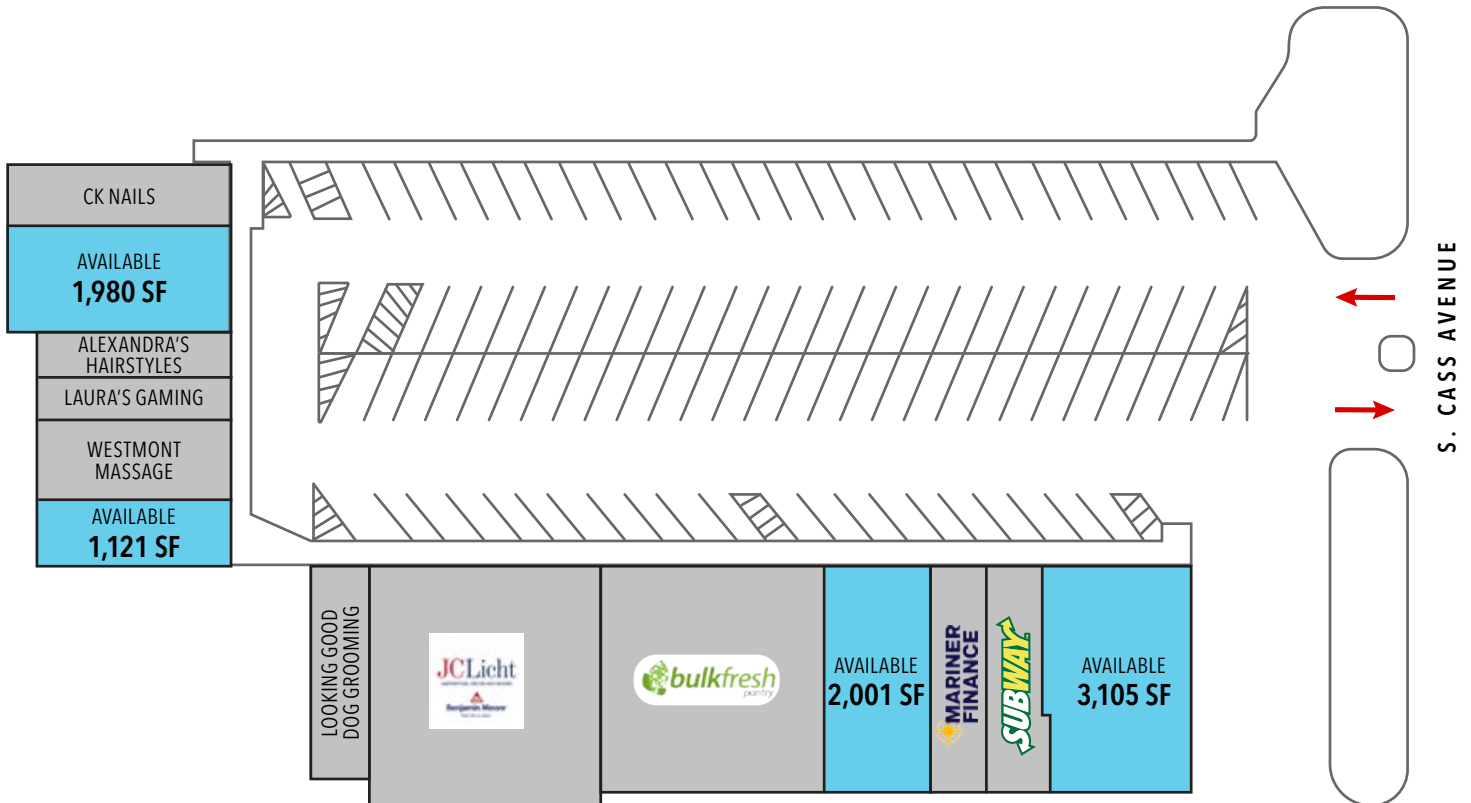 CK NAILS
AVAILABLE
1,980 SF
ALEXANDRA'S
HAIRSTYLES
LAURA'S GAMING
WESTMONT
MASSAGE
AVAILABLE
1,121 SF
LOOKING GOOD
DOG GROOMING
JCLicht
Benjamin Moore
bulkfresh
pantry
AVAILABLE
2,001 SF
MARINER
FINANCE
SUBWAY
AVAILABLE
3,105 SF
S. CASS AVENUE